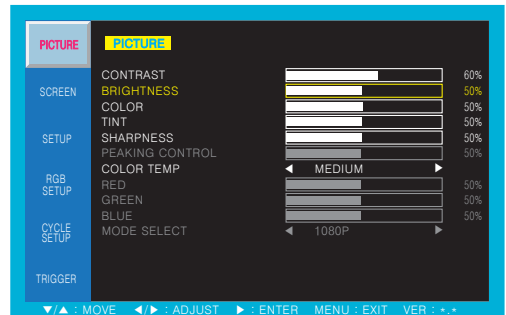 PICTURE
SCREEN
SETUP
RGB
SETUP
CYCLE
SETUP
TRIGGER
PICTURE
CONTRAST 60%
BRIGHTNESS 50%
COLOR 50%
TINT 50%
SHARPNESS 50%
PEAKING CONTROL 50%
COLOR TEMP ◀ MEDIUM ▶
RED 50%
GREEN 50%
BLUE 50%
MODE SELECT ◀ 1080P ▶
▼/▲ : MOVE ◀/▶ : ADJUST ▶ : ENTER MENU : EXIT VER : *.*